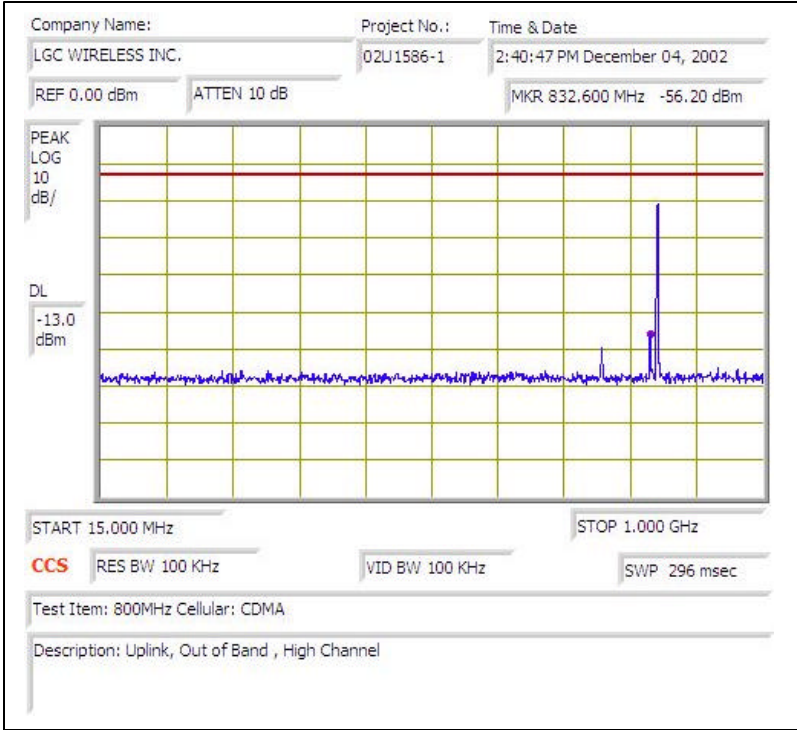 Company Name:
Project No.:
Time & Date
LGC WIRELESS INC.
02U1586-1
2:40:47 PM December 04, 2002
REF 0.00 dBm
ATTEN 10 dB
MKR 832.600 MHz -56.20 dBm
PEAK
LOG
10
dB/
DL
-13.0
dBm
START 15.000 MHz
STOP 1.000 GHz
CCS
RES BW 100 KHz
VID BW 100 KHz
SWP 296 msec
Test Item: 800MHz Cellular: CDMA
Description: Uplink, Out of Band , High Channel